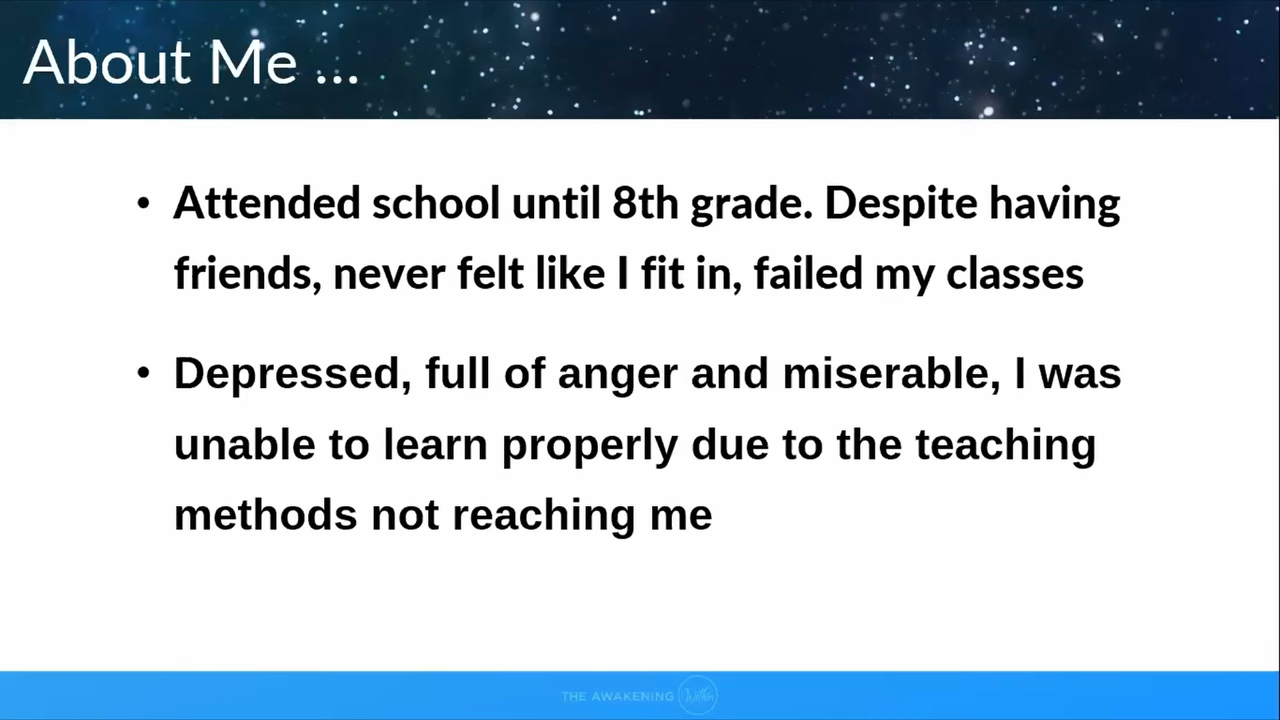 About Me ...
• Attended school until 8th grade. Despite having
friends, never felt like I fit in, failed my classes
• Depressed, full of anger and miserable, I was
unable to learn properly due to the teaching
methods not reaching me
THE AWAKENING Within